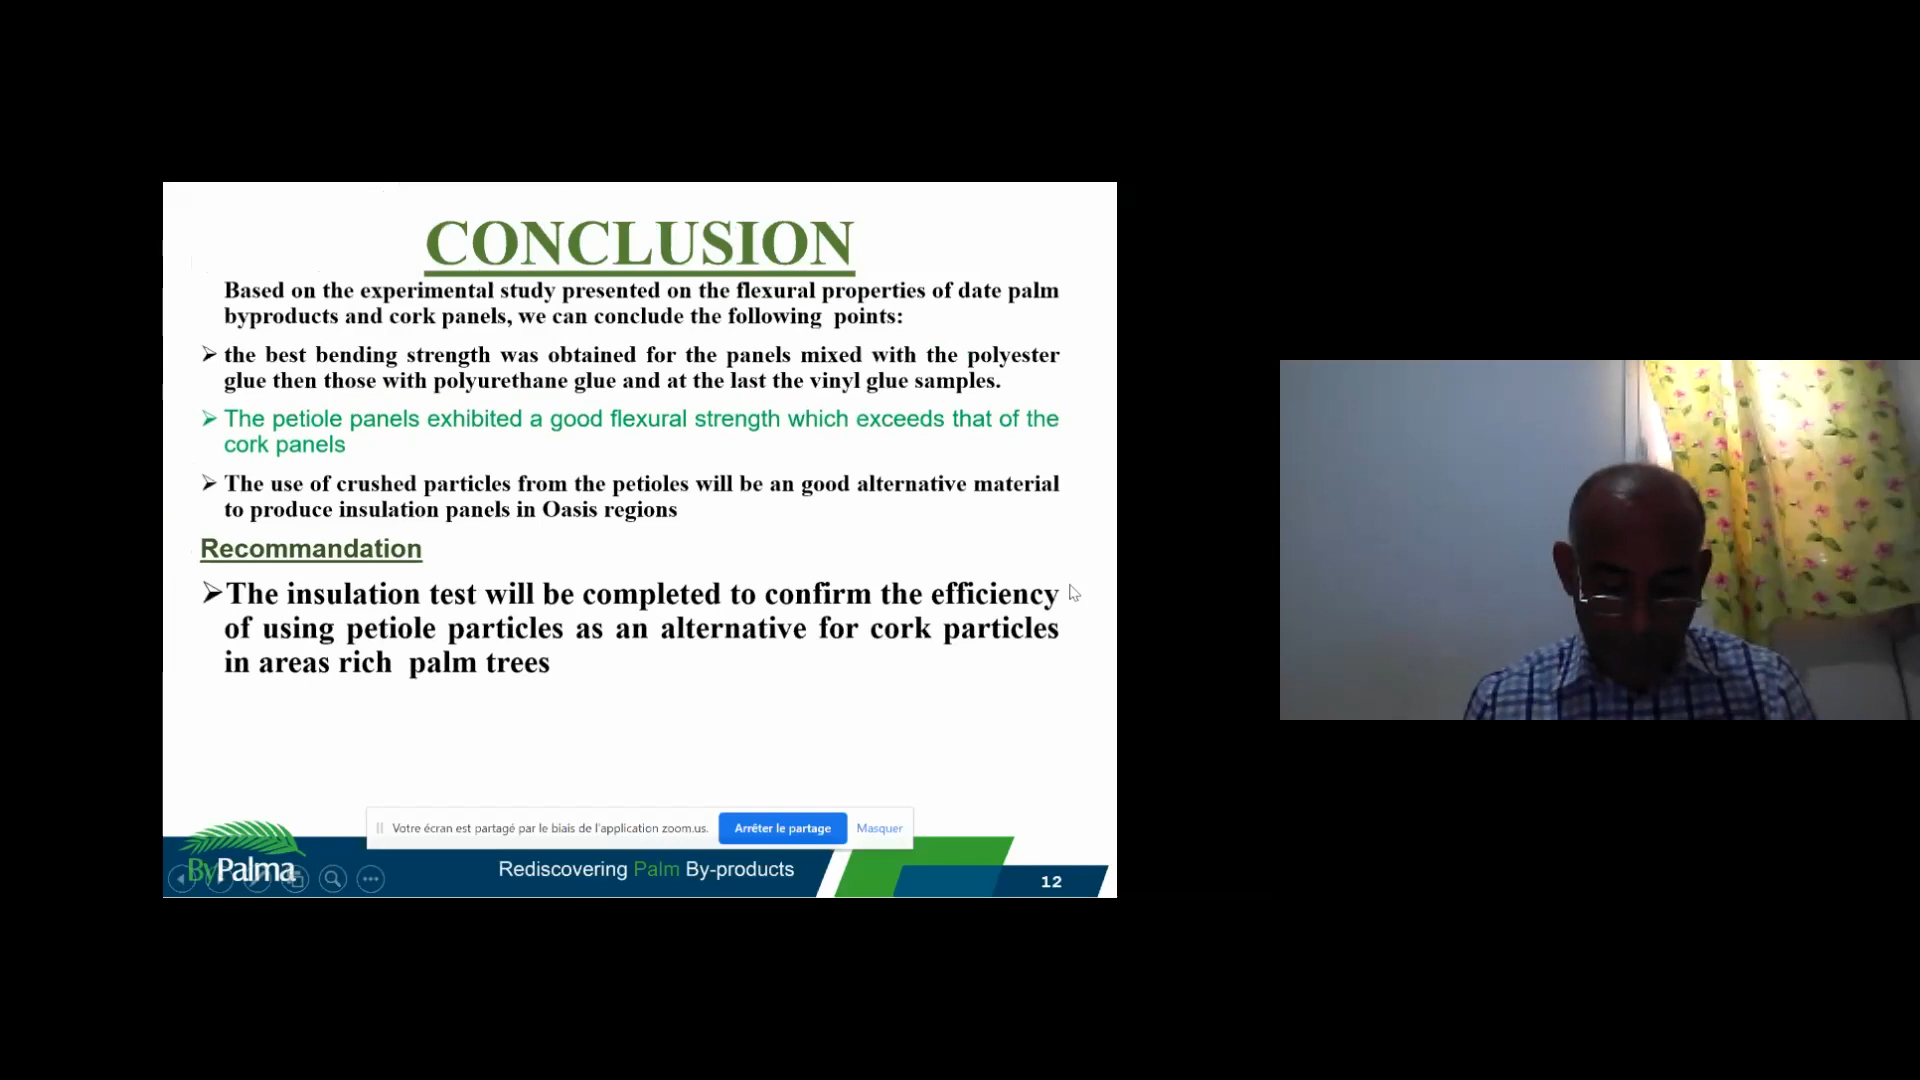 CONCLUSION
Based on the experimental study presented on the flexural properties of date palm
byproducts and cork panels, we can conclude the following points:
the best bending strength was obtained for the panels mixed with the polyester
glue then those with polyurethane glue and at the last the vinyl glue samples.
The petiole panels exhibited a good flexural strength which exceeds that of the
cork panels
The use of crushed particles from the petioles will be an good alternative material
to produce insulation panels in Oasis regions
Recommandation
The insulation test will be completed to confirm the efficiency
of using petiole particles as an alternative for cork particles
in areas rich palm trees
Votre écran est partagé par le biais de l'application zoom.us. Arrêter le partage Masquer
ByPalma
Rediscovering Palm By-products
12